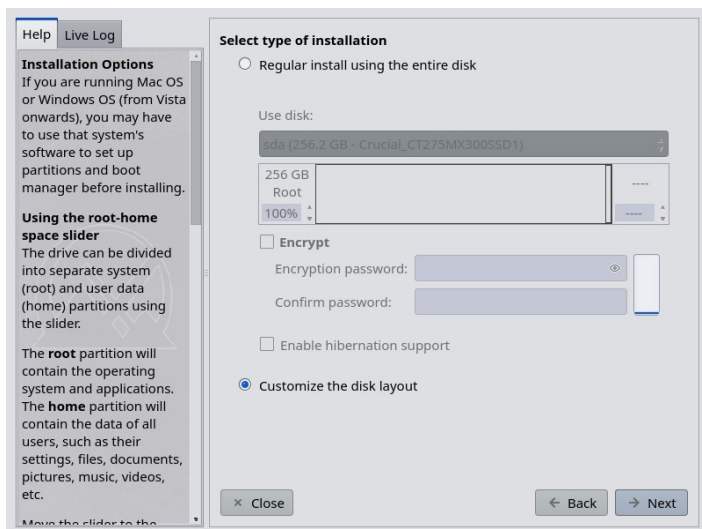 Help Live Log
Installation Options
If you are running Mac OS
or Windows OS (from Vista
onwards), you may have
to use that system's
software to set up
partitions and boot
manager before installing.
Using the root-home
space slider
The drive can be divided
into separate system
(root) and user data
(home) partitions using
the slider.
The root partition will
contain the operating
system and applications.
The home partition will
contain the data of all
users, such as their
settings, files, documents,
pictures, music, videos,
etc.
Move the slider to the
Select type of installation
Regular install using the entire disk
Use disk:
sda (256.2 GB - Crucial_CT275MX300SSD1)
256 GB
Root
100%
----
----
Encrypt
Encryption password:
Confirm password:
Enable hibernation support
Customize the disk layout
Close
Back
Next